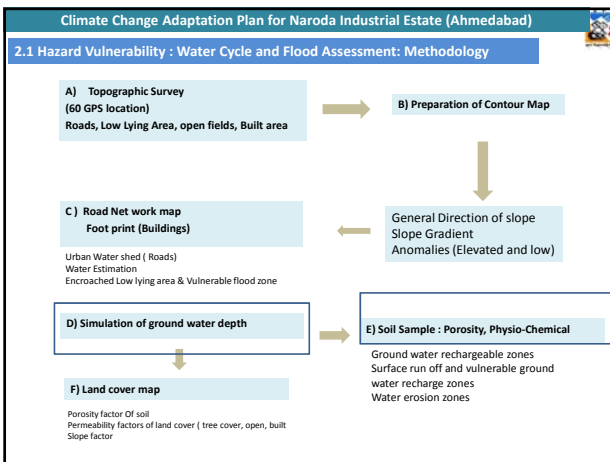 Climate Change Adaptation Plan for Naroda Industrial Estate (Ahmedabad)
2.1 Hazard Vulnerability : Water Cycle and Flood Assessment: Methodology
A) Topographic Survey
(60 GPS location)
Roads, Low Lying Area, open fields, Built area
B) Preparation of Contour Map
General Direction of slope
Slope Gradient
Anomalies (Elevated and low)
C ) Road Net work map
Foot print (Buildings)
Urban Water shed ( Roads)
Water Estimation
Encroached Low lying area & Vulnerable flood zone
D) Simulation of ground water depth
E) Soil Sample : Porosity, Physio-Chemical
Ground water rechargeable zones
Surface run off and vulnerable ground
water recharge zones
Water erosion zones
F) Land cover map
Porosity factor Of soil
Permeability factors of land cover ( tree cover, open, built
Slope factor